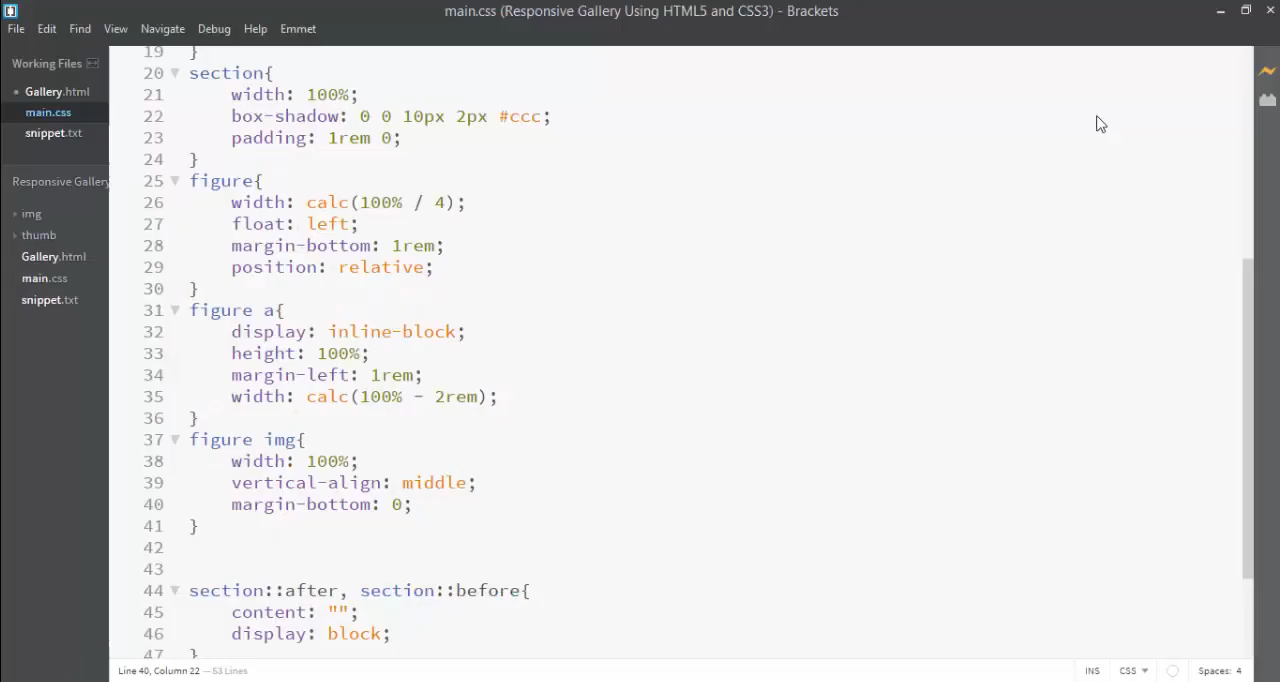 main.css (Responsive Gallery Using HTML5 and CSS3) - Brackets
File Edit Find View Navigate Debug Help Emmet
Working Files
Gallery.html
main.css
snippet.txt
Responsive Gallery
img
thumb
Gallery.html
main.css
snippet.txt
19 }
20 section{
21 width: 100%;
22 box-shadow: 0 0 10px 2px #ccc;
23 padding: 1rem 0;
24 }
25 figure{
26 width: calc(100% / 4);
27 float: left;
28 margin-bottom: 1rem;
29 position: relative;
30 }
31 figure a{
32 display: inline-block;
33 height: 100%;
34 margin-left: 1rem;
35 width: calc(100% - 2rem);
36 }
37 figure img{
38 width: 100%;
39 vertical-align: middle;
40 margin-bottom: 0;
41 }
42
43
44 section::after, section::before{
45 content: "";
46 display: block;
47 }
Line 40, Column 22 — 53 Lines
INS CSS Spaces: 4